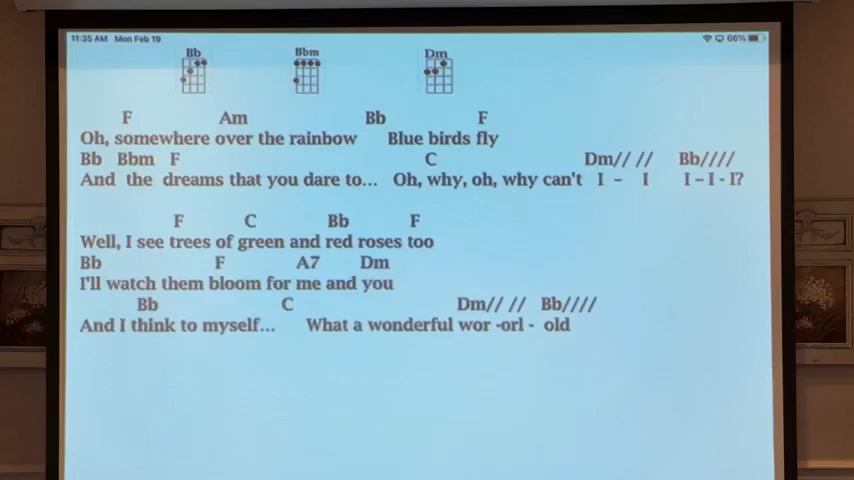 11:35 AM Mon Feb 19 66%
Bb Bbm Dm
F Am Bb F
Oh, somewhere over the rainbow Blue birds fly
Bb Bbm F C Dm// // Bb////
And the dreams that you dare to... Oh, why, oh, why can't I – I I – I - I?
F C Bb F
Well, I see trees of green and red roses too
Bb F A7 Dm
I'll watch them bloom for me and you
Bb C Dm// // Bb////
And I think to myself... What a wonderful wor -orl - old